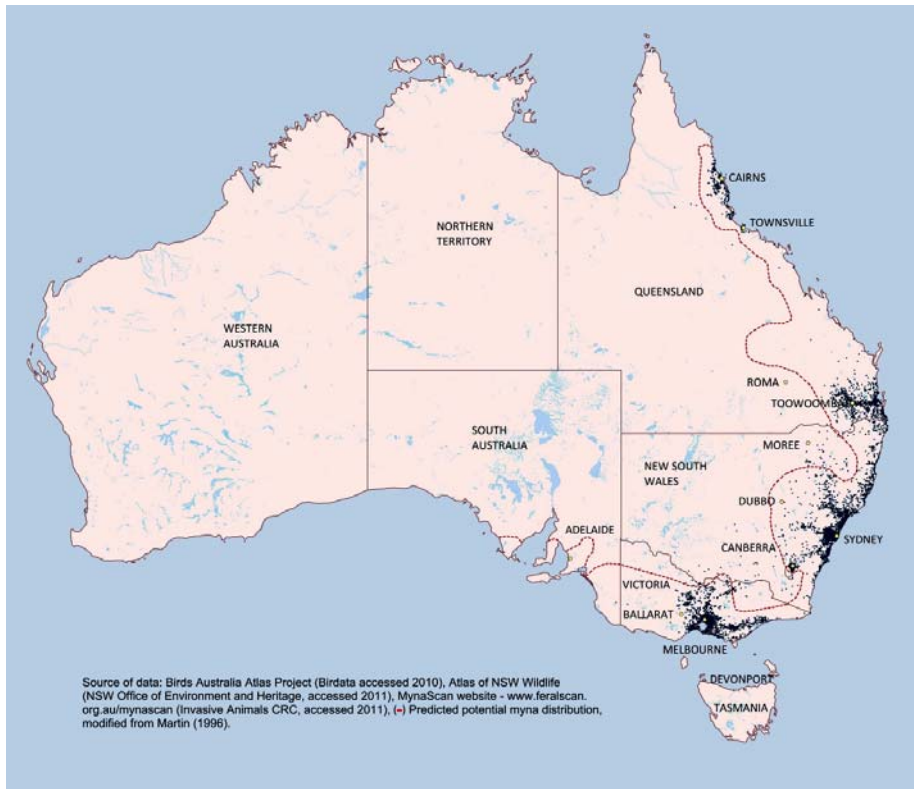 CAIRNS
TOWNSVILLE
NORTHERN
TERRITORY
QUEENSLAND
WESTERN
AUSTRALIA
ROMA
TOOWOOMBA
SOUTH
AUSTRALIA
MOREE
NEW SOUTH
WALES
DUBBO
ADELAIDE
SYDNEY
CANBERRA
VICTORIA
BALLARAT
MELBOURNE
DEVONPORT
TASMANIA
Source of data: Birds Australia Atlas Project (Birdata accessed 2010), Atlas of NSW Wildlife
(NSW Office of Environment and Heritage, accessed 2011), MynaScan website - www.feralscan.
org.au/mynascan (Invasive Animals CRC, accessed 2011), (--) Predicted potential myna distribution,
modified from Martin (1996).